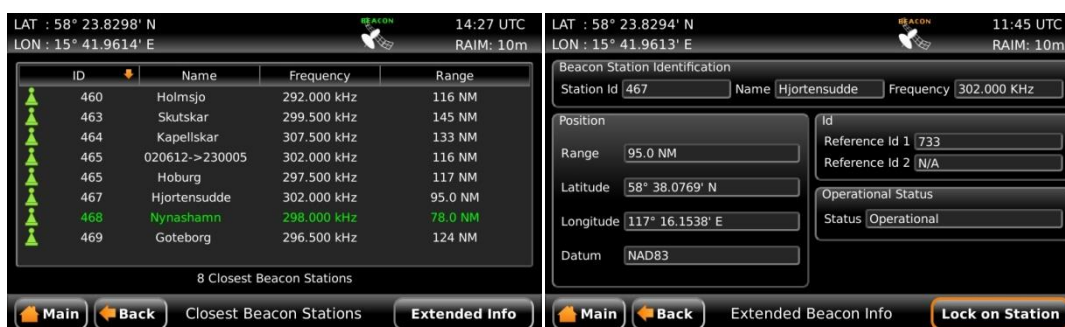 LAT : 58° 23.8298' N BEACON 14:27 UTC
LON : 15° 41.9614' E RAIM: 10m
ID Name Frequency Range
460 Holmsjo 292.000 kHz 116 NM
463 Skutskar 299.500 kHz 145 NM
464 Kapellskar 307.500 kHz 133 NM
465 020612->230005 302.000 kHz 116 NM
465 Hoburg 297.500 kHz 117 NM
467 Hjortensudde 302.000 kHz 95.0 NM
468 Nynashamn 298.000 kHz 78.0 NM
469 Goteborg 296.500 kHz 124 NM
8 Closest Beacon Stations
Main Back Closest Beacon Stations Extended Info
LAT : 58° 23.8294' N BEACON 11:45 UTC
LON : 15° 41.9613' E RAIM: 10m
Beacon Station Identification
Station Id 467 Name Hjortensudde Frequency 302.000 KHz
Position
Range 95.0 NM
Latitude 58° 38.0769' N
Longitude 117° 16.1538' E
Datum NAD83
Id
Reference Id 1 733
Reference Id 2 N/A
Operational Status
Status Operational
Main Back Extended Beacon Info Lock on Station